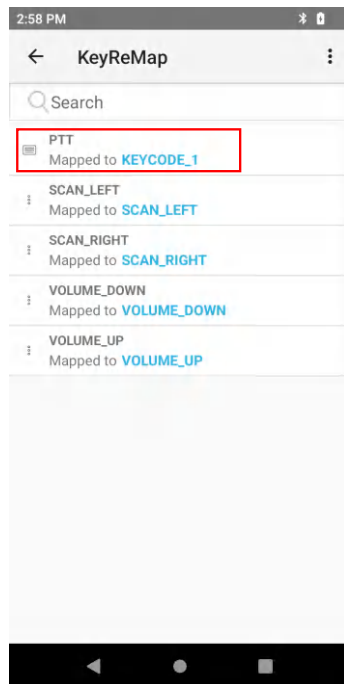 2:58 PM
KeyReMap
Search
PTT
Mapped to KEYCODE_1
SCAN_LEFT
Mapped to SCAN_LEFT
SCAN_RIGHT
Mapped to SCAN_RIGHT
VOLUME_DOWN
Mapped to VOLUME_DOWN
VOLUME_UP
Mapped to VOLUME_UP